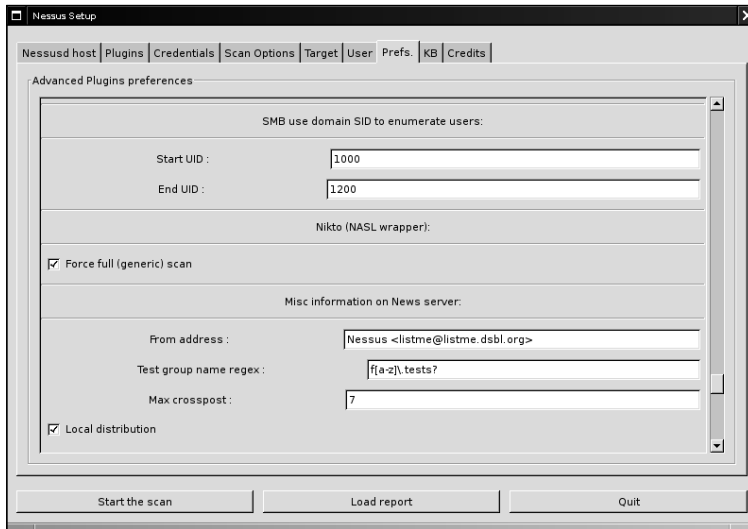 Nessus Setup
Nessusd host Plugins Credentials Scan Options Target User Prefs. KB Credits
Advanced Plugins preferences
SMB use domain SID to enumerate users:
Start UID : 1000
End UID : 1200
Nikto (NASL wrapper):
Force full (generic) scan
Misc information on News server:
From address : Nessus <listme@listme.dsbl.org>
Test group name regex : f[a-z]\.tests?
Max crosspost : 7
Local distribution
Start the scan Load report Quit